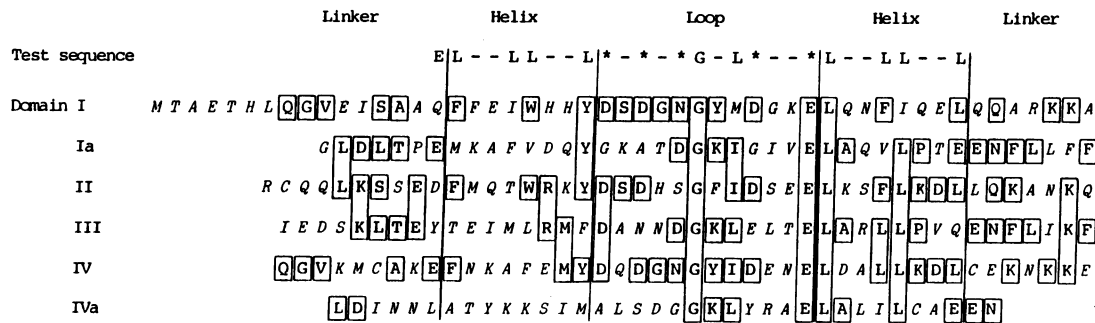 Linker Helix Loop Helix Linker
Test sequence E L - - L L - - L * - * - * G - L * - - * L - - L L - - L
Domain I M T A E T H L Q G V E I S A A Q F F E I W H H Y D S D G N G Y M D G K E L Q N F I Q E L Q Q A R K K A
Ia G L D L T P E M K A F V D Q Y G K A T D G K I G I V E L A Q V L P T E E N F L L F F
II R C Q Q L K S S E D F M Q T W R K Y D S D H S G F I D S E E L K S F L K D L L Q K A N K Q
III I E D S K L T E Y T E I M L R M F D A N N D G K L E L T E L A R L L P V Q E N F L I K F
IV Q G V K M C A K E F N K A F E M Y D Q D G N G Y I D E N E L D A L L K D L C E K N K K E
IVa L D I N N L A T Y K K S I M A L S D G G K L Y R A E L A L I L C A E E N